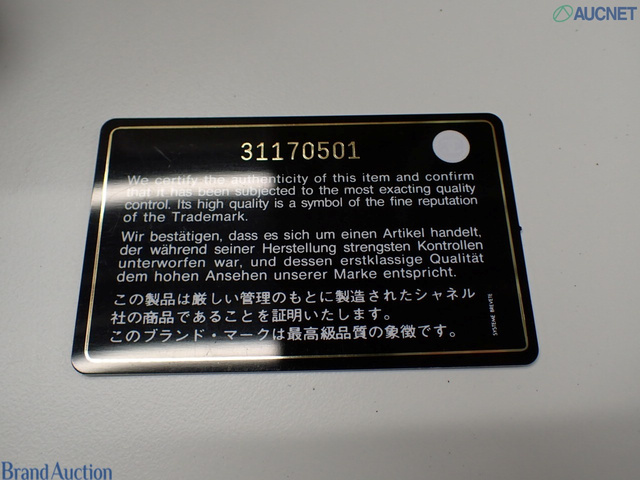 AUCNET
31170501
We certify the authenticity of this item and confirm
that it has been subjected to the most exacting quality
control. Its high quality is a symbol of the fine reputation
of the Trademark.
Wir bestätigen, dass es sich um einen Artikel handelt,
der während seiner Herstellung strengsten Kontrollen
unterworfen war, und dessen erstklassige Qualität
dem hohen Ansehen unserer Marke entspricht.
この製品は厳しい管理のもとに製造されたシャネル
社の商品であることを証明いたします。
このブランド・マークは最高級品質の象徴です。
SYSTEME BREVETE
Brand Auction